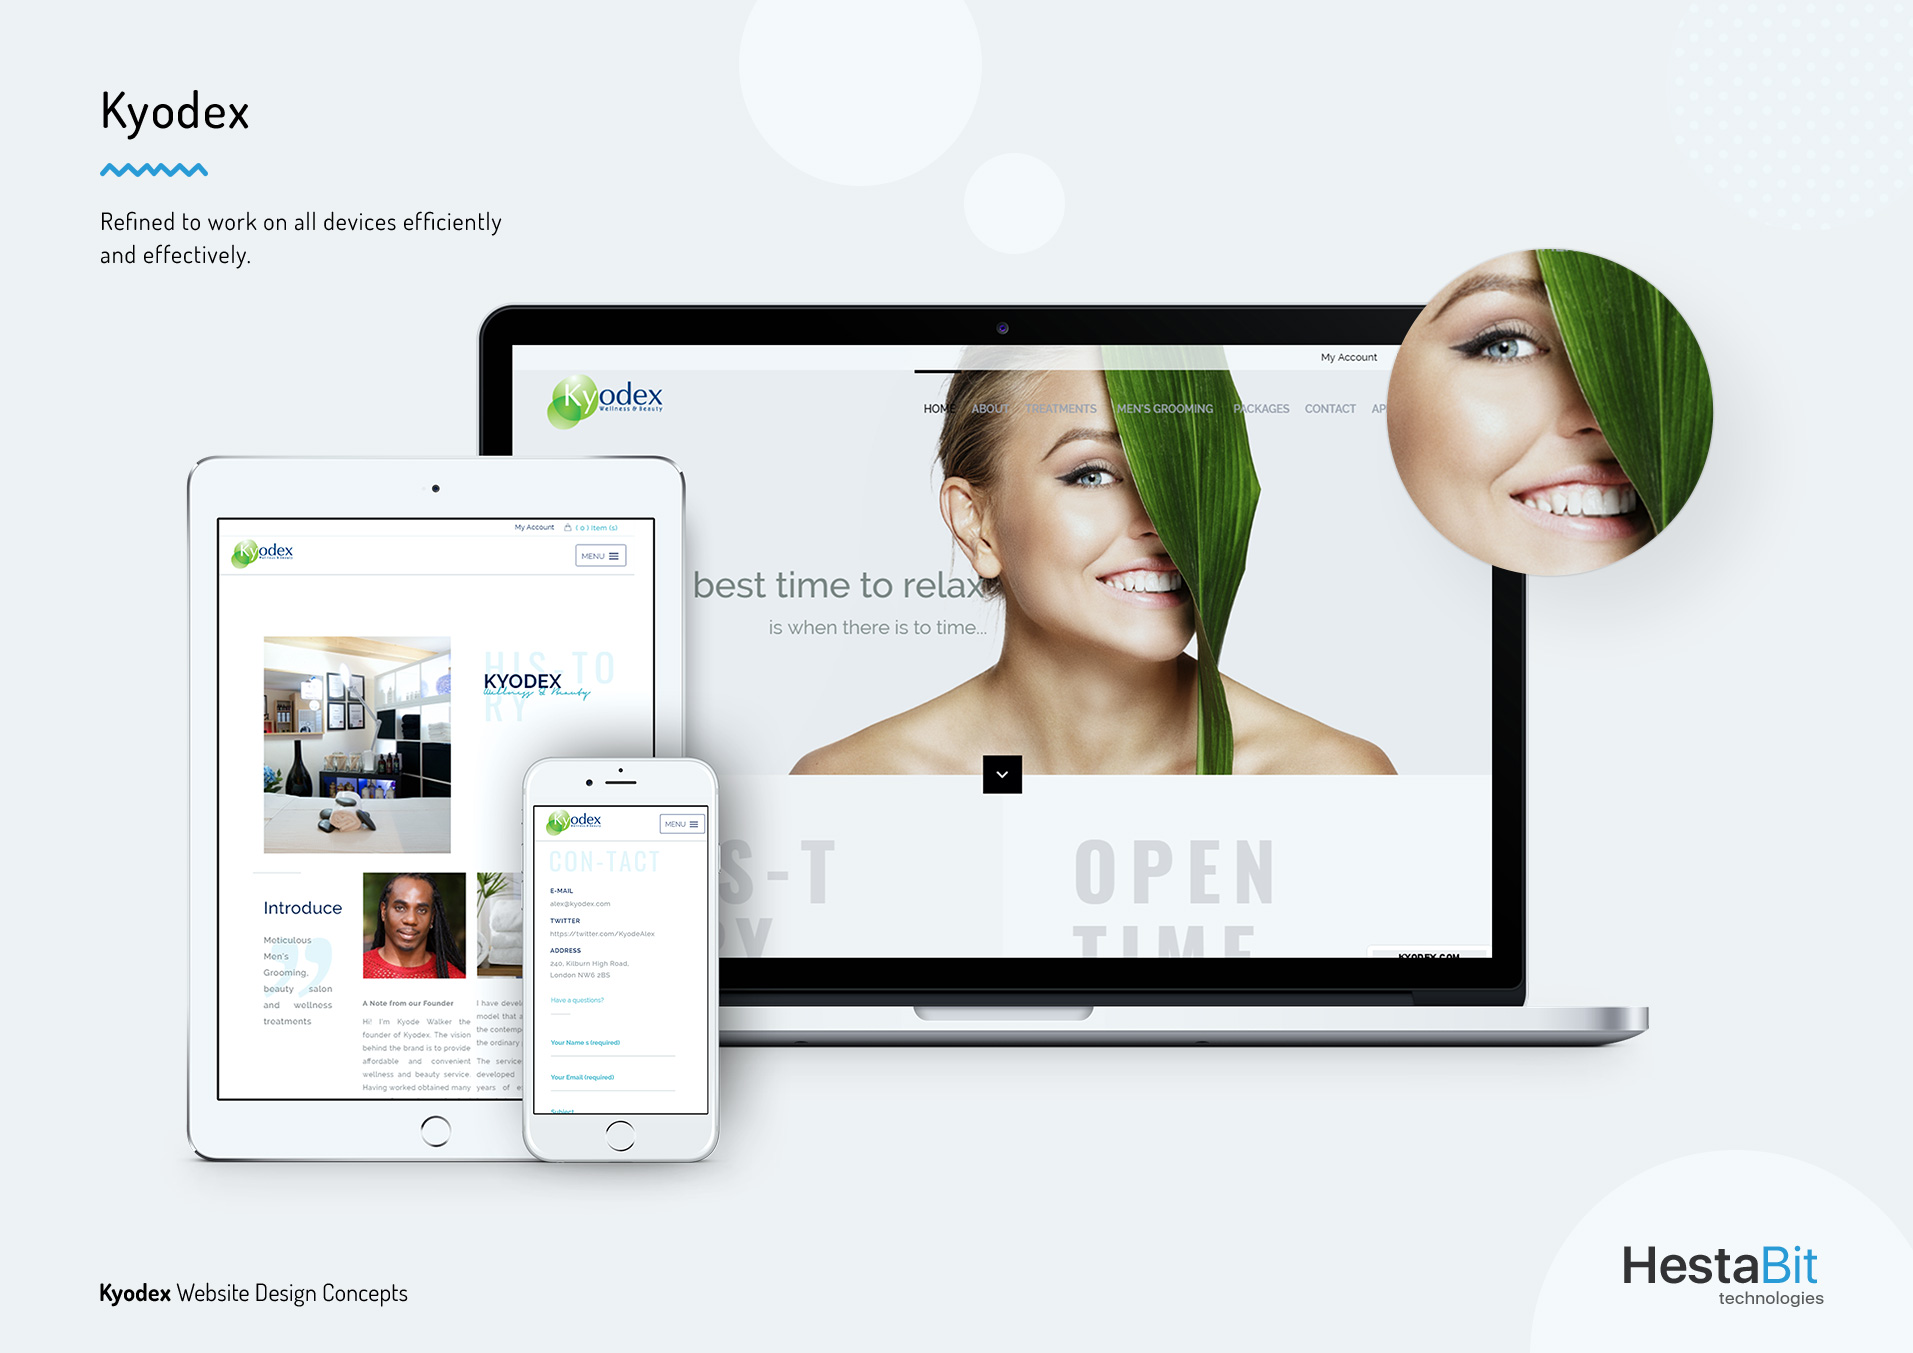 Kyodex
Refined to work on all devices efficiently
and effectively.
My Account
Kyodex
Wellness & Beauty
HOME ABOUT TREATMENTS MEN'S GROOMING PACKAGES CONTACT AP
best time to relax
is when there is to time...
S-T
RY
OPEN
TIME
KYODEX.COM
My Account ( 0 ) Item (s)
Kyodex
MENU
HIS-TO
RY
KYODEX
Wellness & Beauty
Introduce
Meticulous
Men's
Grooming,
beauty salon
and wellness
treatments
A Note from our Founder
Hi! I'm Kyode Walker the
founder of Kyodex. The vision
behind the brand is to provide
affordable and convenient
wellness and beauty service.
Having worked obtained many
I have devel
model that a
the contemp
the ordinary
The service
developed
years of e
Kyodex
MENU
CON-TACT
E-MAIL
alex@kyodex.com
TWITTER
https://twitter.com/KyodeAlex
ADDRESS
240, Kilburn High Road,
London NW6 2BS
Have a questions?
Your Name s (required)
Your Email (required)
Subject
Kyodex Website Design Concepts
HestaBit
technologies